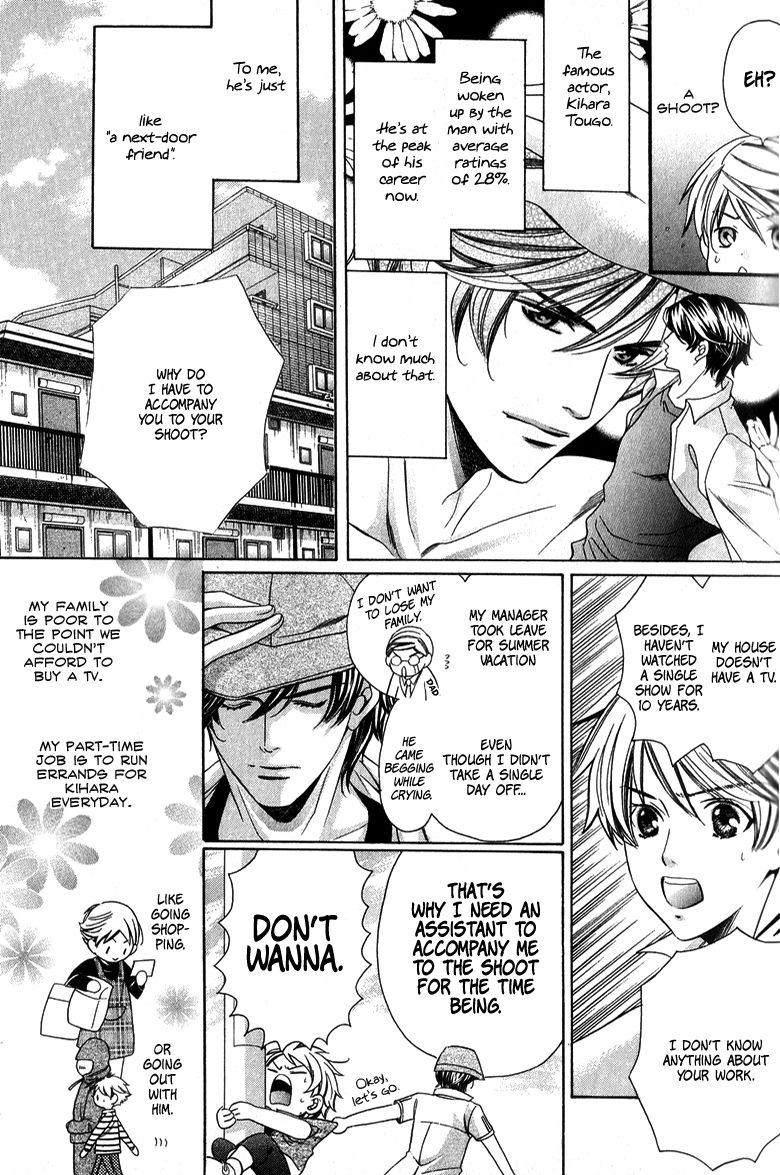 EH?
A
SHOOT?
The
famous
actor,
Kihara
Tougo.
Being
woken
up by the
man with
average
ratings
of 28%.
He's at
the peak
of his
career
now.
I don't
know much
about that.
To me,
he's just
like
"a next-door
friend".
WHY DO
I HAVE TO
ACCOMPANY
YOU TO YOUR
SHOOT?
MY HOUSE
DOESN'T
HAVE A TV.
BESIDES, I
HAVEN'T
WATCHED
A SINGLE
SHOW FOR
10 YEARS.
I DON'T KNOW
ANYTHING ABOUT
YOUR WORK.
MY MANAGER
TOOK LEAVE
FOR SUMMER
VACATION
I DON'T WANT
TO LOSE MY
FAMILY.
DAD
EVEN
THOUGH I DIDN'T
TAKE A SINGLE
DAY OFF...
HE
CAME
BEGGING
WHILE
CRYING.
THAT'S
WHY I NEED AN
ASSISTANT TO
ACCOMPANY ME
TO THE SHOOT
FOR THE TIME
BEING.
DON'T
WANNA.
Okay,
let's go.
MY FAMILY
IS POOR TO
THE POINT WE
COULDN'T
AFFORD TO
BUY A TV.
MY PART-TIME
JOB IS TO RUN
ERRANDS FOR
KIHARA
EVERYDAY.
LIKE
GOING
SHOP-
PING.
OR
GOING
OUT
WITH
HIM.